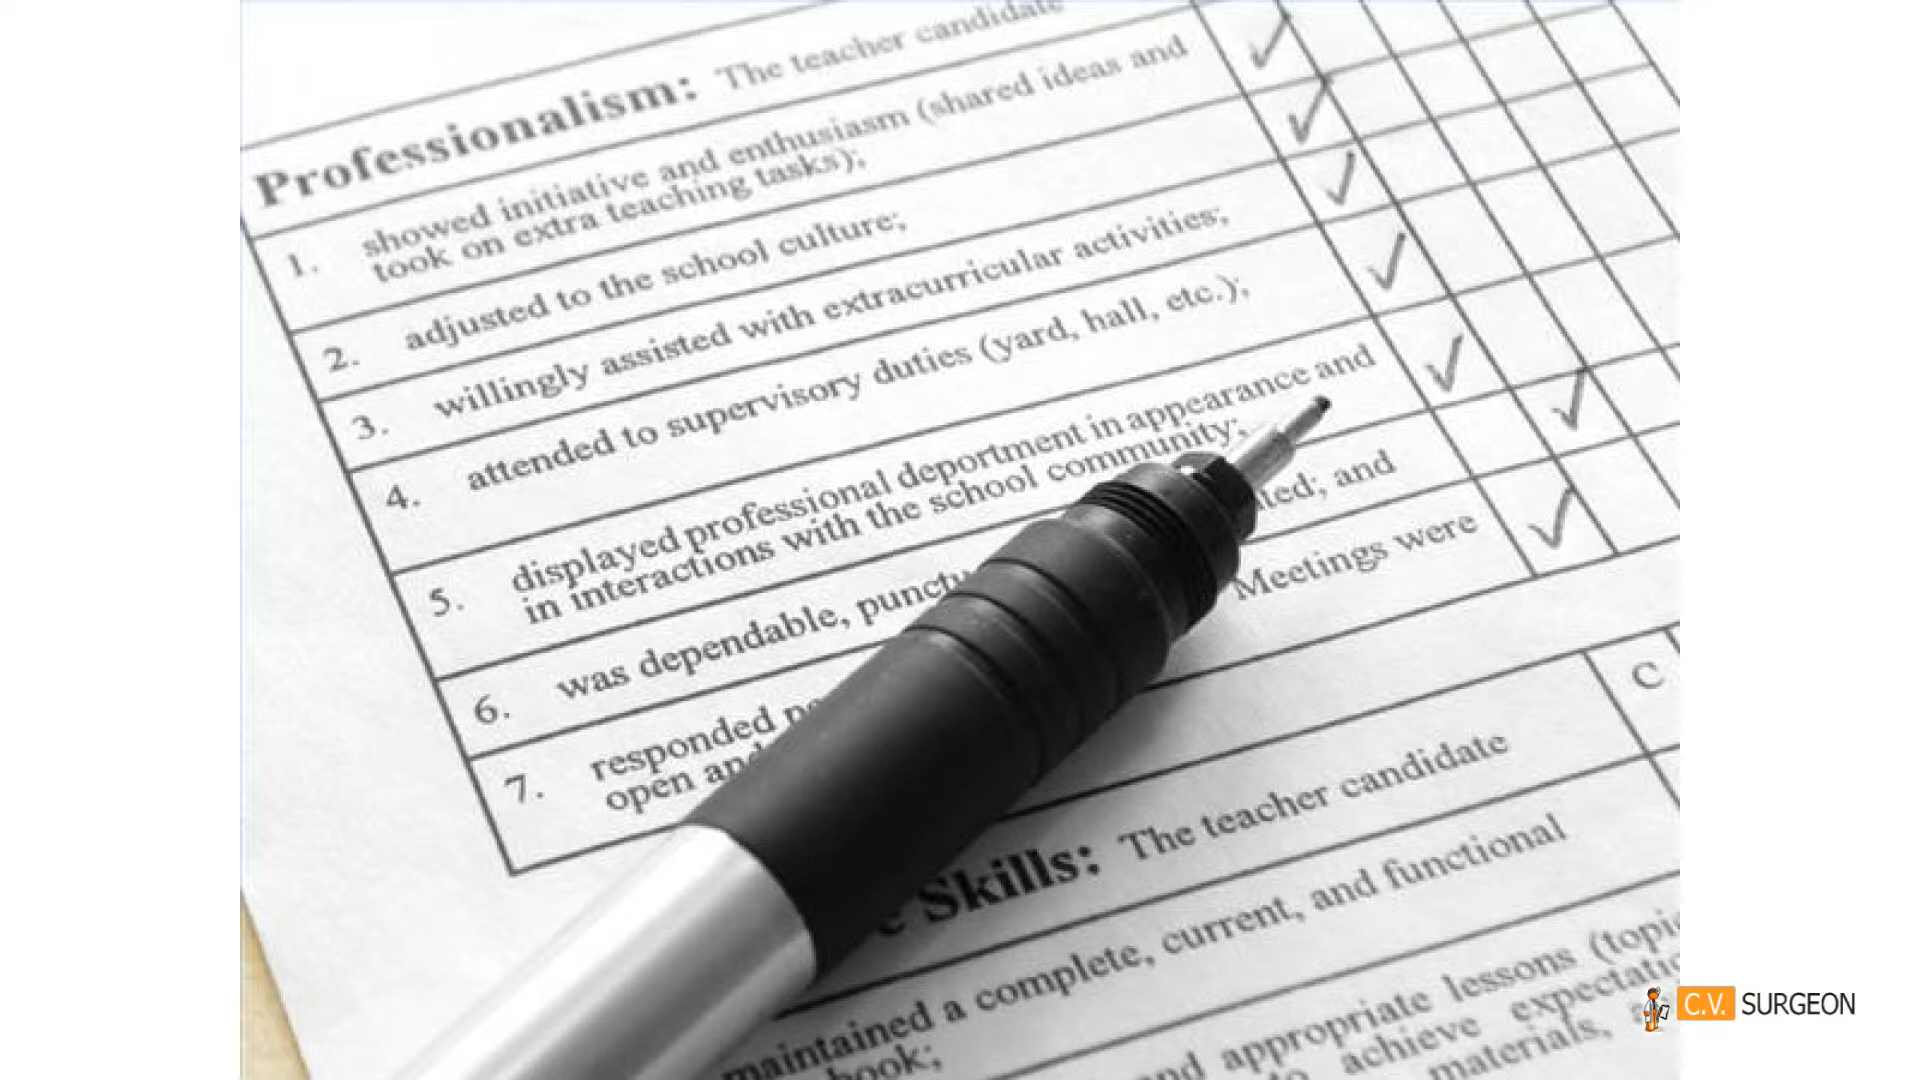 Professionalism: The teacher candidate
1. showed initiative and enthusiasm (shared ideas and
took on extra teaching tasks);
2. adjusted to the school culture;
3. willingly assisted with extracurricular activities;
4. attended to supervisory duties (yard, hall, etc.);
5. displayed professional deportment in appearance and
in interactions with the school community;
6. was dependable, and
7. responded Meetings were
open
C
Skills: The teacher candidate
maintained a complete, current, and functional
book;
appropriate lessons (topic
achieve
materials,
C.V. SURGEON